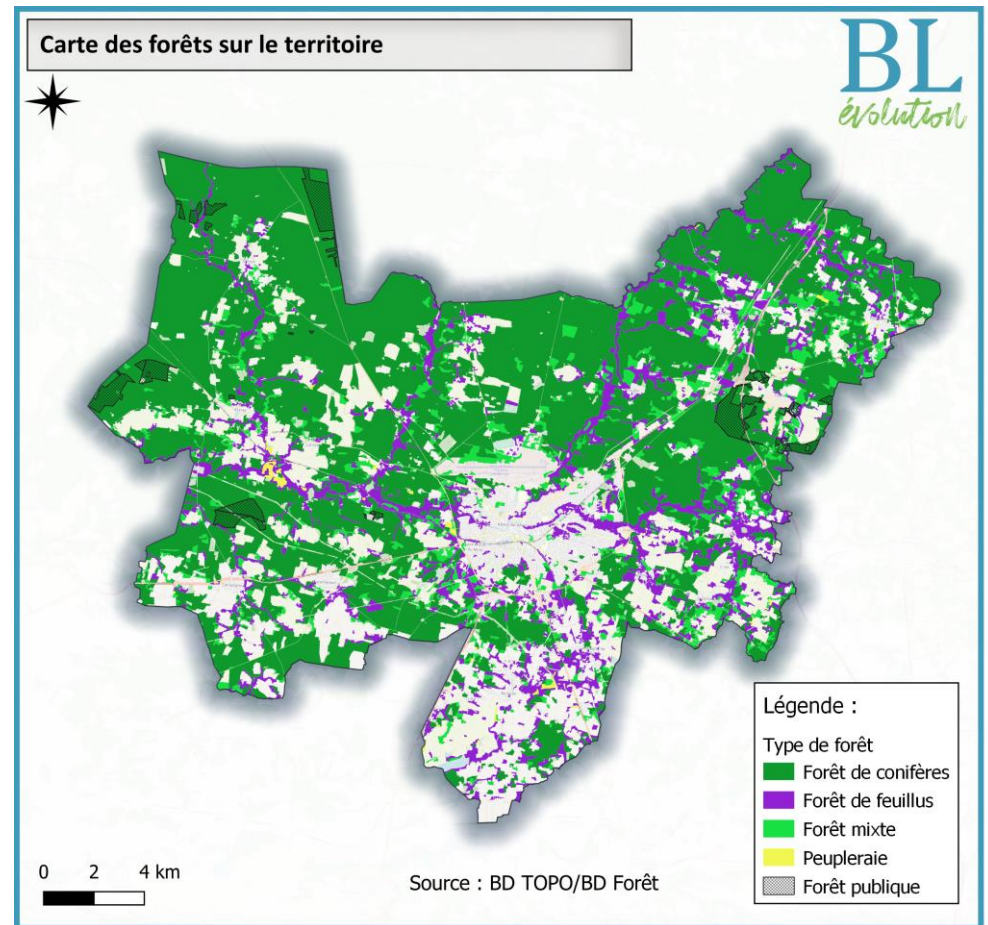 Carte des forêts sur le territoire
BL
évolution
Légende :
Type de forêt
Forêt de conifères
Forêt de feuillus
Forêt mixte
Peupleraie
Forêt publique
0 2 4 km
Source : BD TOPO/BD Forêt